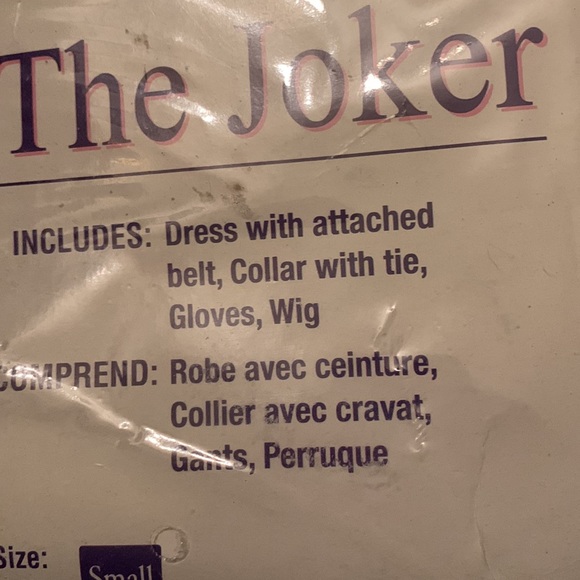 The Joker
INCLUDES: Dress with attached
belt, Collar with tie,
Gloves, Wig
COMPREND: Robe avec ceinture,
Collier avec cravat,
Gants, Perruque
Size: Small